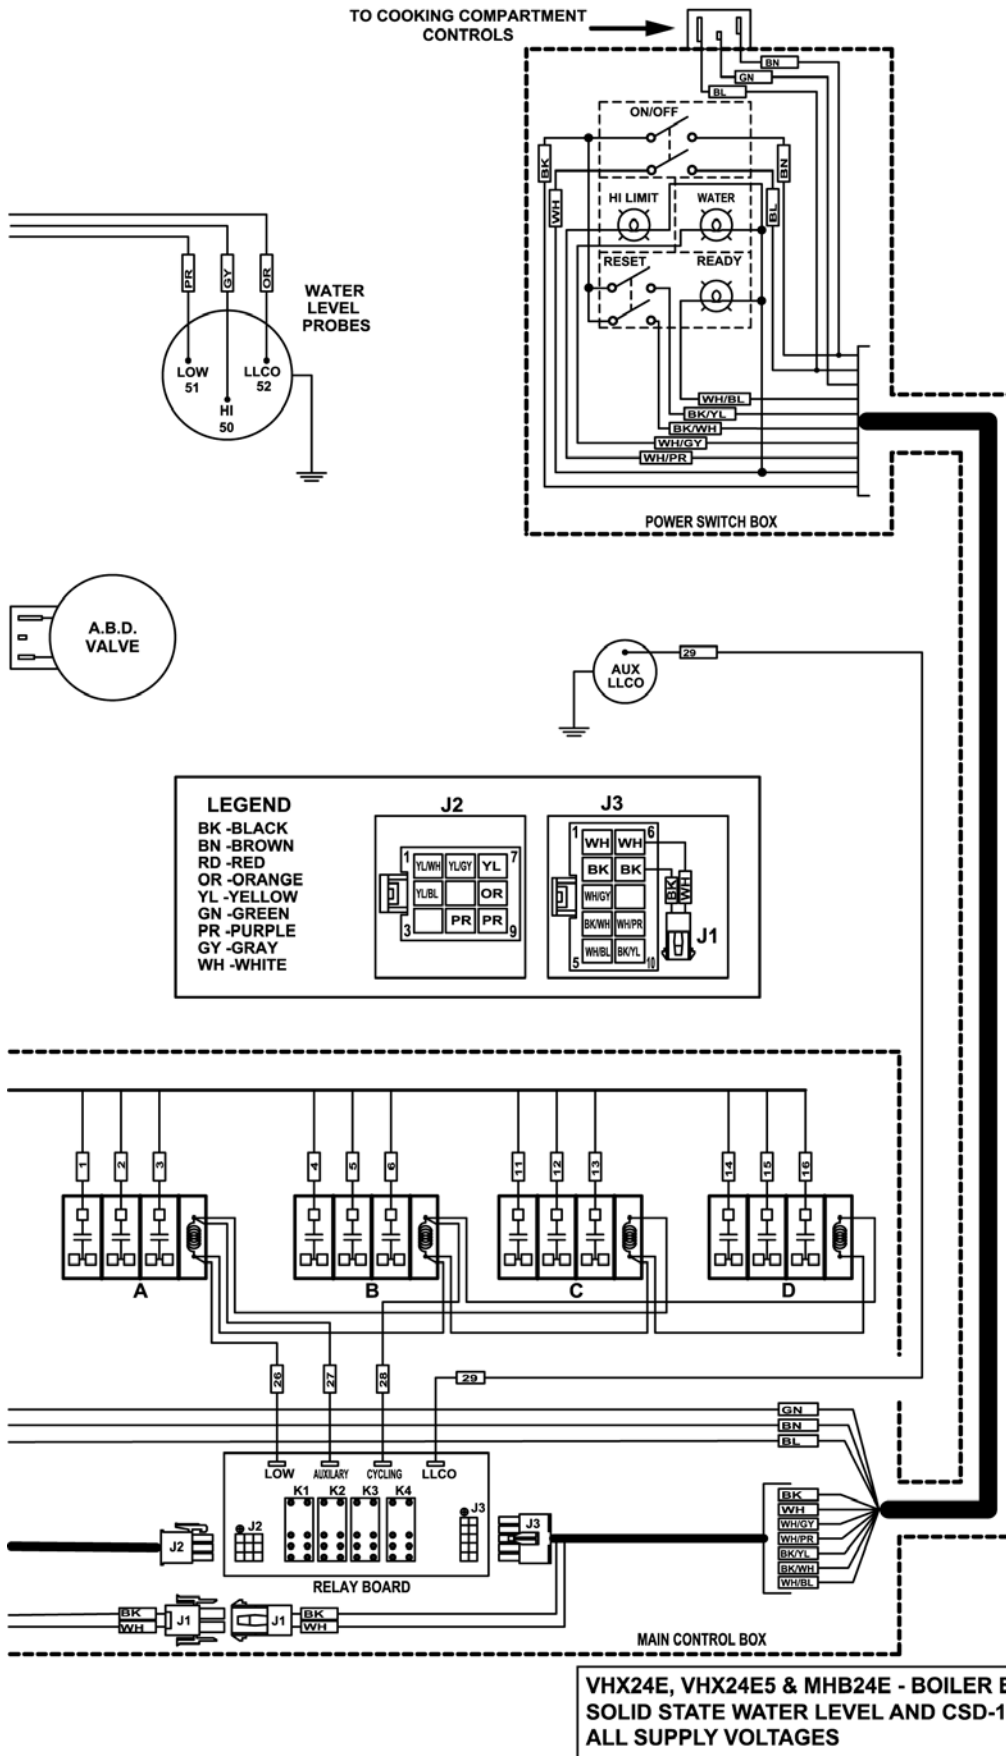 TO COOKING COMPARTMENT
CONTROLS
BN
GN
BL
ON/OFF
BK
WH
BN
BL
HI LIMIT
WATER
RESET
READY
WH/BL
BK/YL
BK/WH
WH/GY
WH/PR
POWER SWITCH BOX
PR
GY
OR
WATER
LEVEL
PROBES
LOW
51
LLCO
52
HI
50
A.B.D.
VALVE
AUX
LLCO
29
LEGEND
BK -BLACK
BN -BROWN
RD -RED
OR -ORANGE
YL -YELLOW
GN -GREEN
PR -PURPLE
GY -GRAY
WH -WHITE
J2
1
7
YL/WH YL/GY YL
YL/BL OR
PR PR
3
9
J3
1
6
WH WH
BK BK
WH/GY
BK/WH WH/PR
WH/BL BK/YL
5
10
BK
WH
J1
1
2
3
4
5
6
11
12
13
14
15
16
A
B
C
D
26
27
28
29
GN
BN
BL
LOW
AUXILARY
CYCLING
LLCO
K1 K2 K3 K4
J2
J2
J3
J3
RELAY BOARD
BK
WH
WH/GY
WH/PR
BK/YL
BK/WH
WH/BL
BK
WH
J1
J1
BK
WH
MAIN CONTROL BOX
VHX24E, VHX24E5 & MHB24E - BOILER
SOLID STATE WATER LEVEL AND CSD-1
ALL SUPPLY VOLTAGES